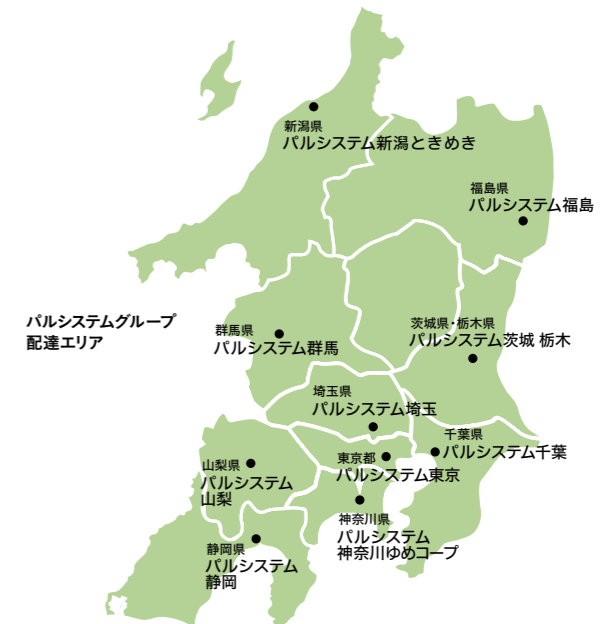 新潟県
パルシステム新潟ときめき
福島県
パルシステム福島
パルシステムグループ
配達エリア
群馬県
パルシステム群馬
茨城県・栃木県
パルシステム茨城 栃木
埼玉県
パルシステム埼玉
千葉県
パルシステム千葉
東京都
パルシステム東京
山梨県
パルシステム
山梨
神奈川県
パルシステム
神奈川ゆめコープ
静岡県
パルシステム
静岡